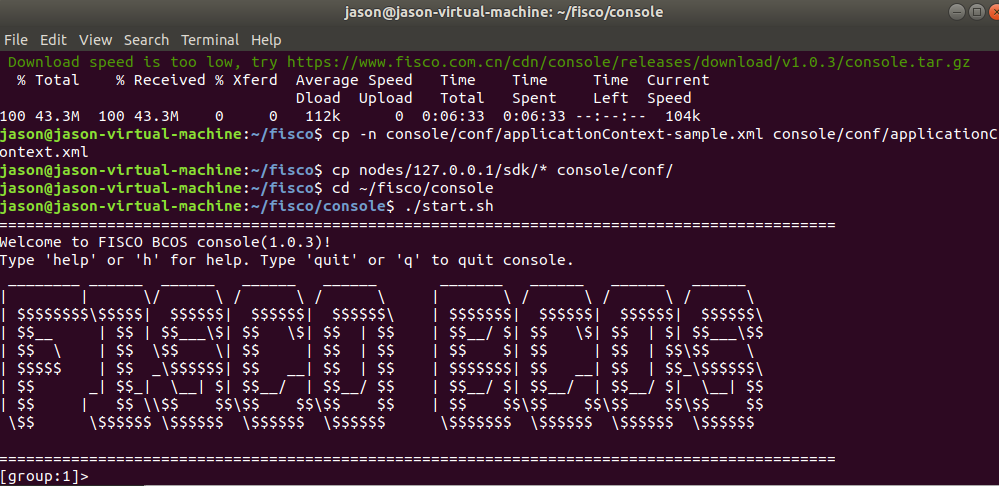 jason@jason-virtual-machine: ~/fisco/console
File Edit View Search Terminal Help
Download speed is too low, try https://www.fisco.com.cn/cdn/console/releases/download/v1.0.3/console.tar.gz
% Total % Received % Xferd Average Speed Time Time Time Current
Dload Upload Total Spent Left Speed
100 43.3M 100 43.3M 0 0 112k 0 0:06:33 0:06:33 --:--:-- 104k
jason@jason-virtual-machine:~/fisco$ cp -n console/conf/applicationContext-sample.xml console/conf/applicationC
ontext.xml
jason@jason-virtual-machine:~/fisco$ cp nodes/127.0.0.1/sdk/* console/conf/
jason@jason-virtual-machine:~/fisco$ cd ~/fisco/console
jason@jason-virtual-machine:~/fisco/console$ ./start.sh
=============================================================================================
Welcome to FISCO BCOS console(1.0.3)!
Type 'help' or 'h' for help. Type 'quit' or 'q' to quit console.
FISCO BCOS
=============================================================================================
[group:1]>